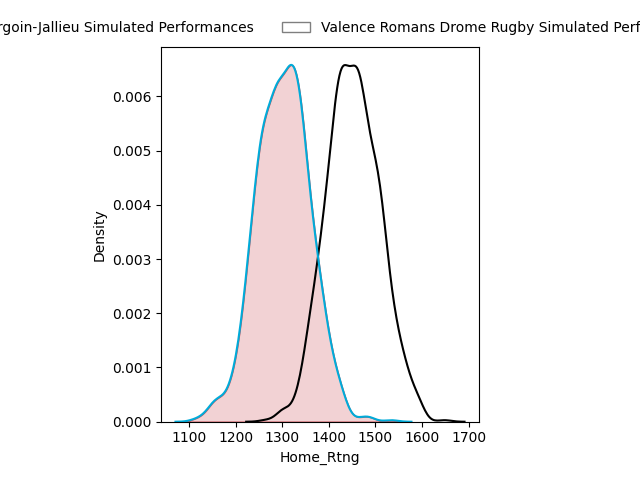 rgoin-Jallieu Simulated Performances Valence Romans Drome Rugby Simulated Perf
0.006
0.005
0.004
0.003
0.002
0.001
0.000
Density
1100 1200 1300 1400 1500 1600 1700
Home_Rtng